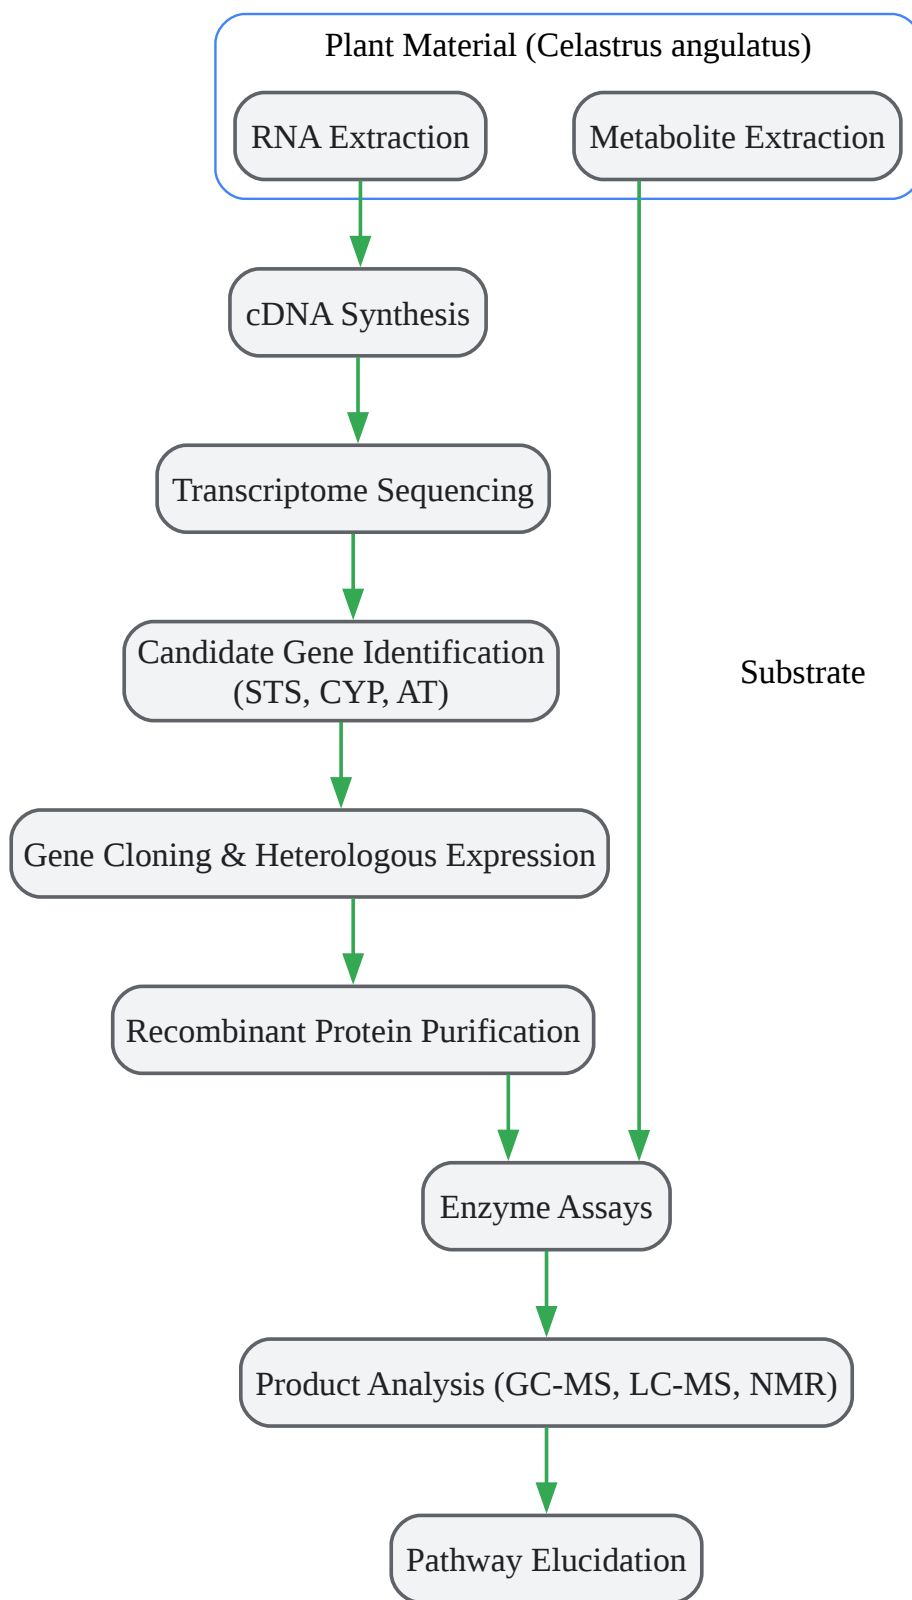 Plant Material (Celastrus angulatus)
RNA Extraction
Metabolite Extraction
cDNA Synthesis
Transcriptome Sequencing
Candidate Gene Identification
(STS, CYP, AT)
Substrate
Gene Cloning & Heterologous Expression
Recombinant Protein Purification
Enzyme Assays
Product Analysis (GC-MS, LC-MS, NMR)
Pathway Elucidation